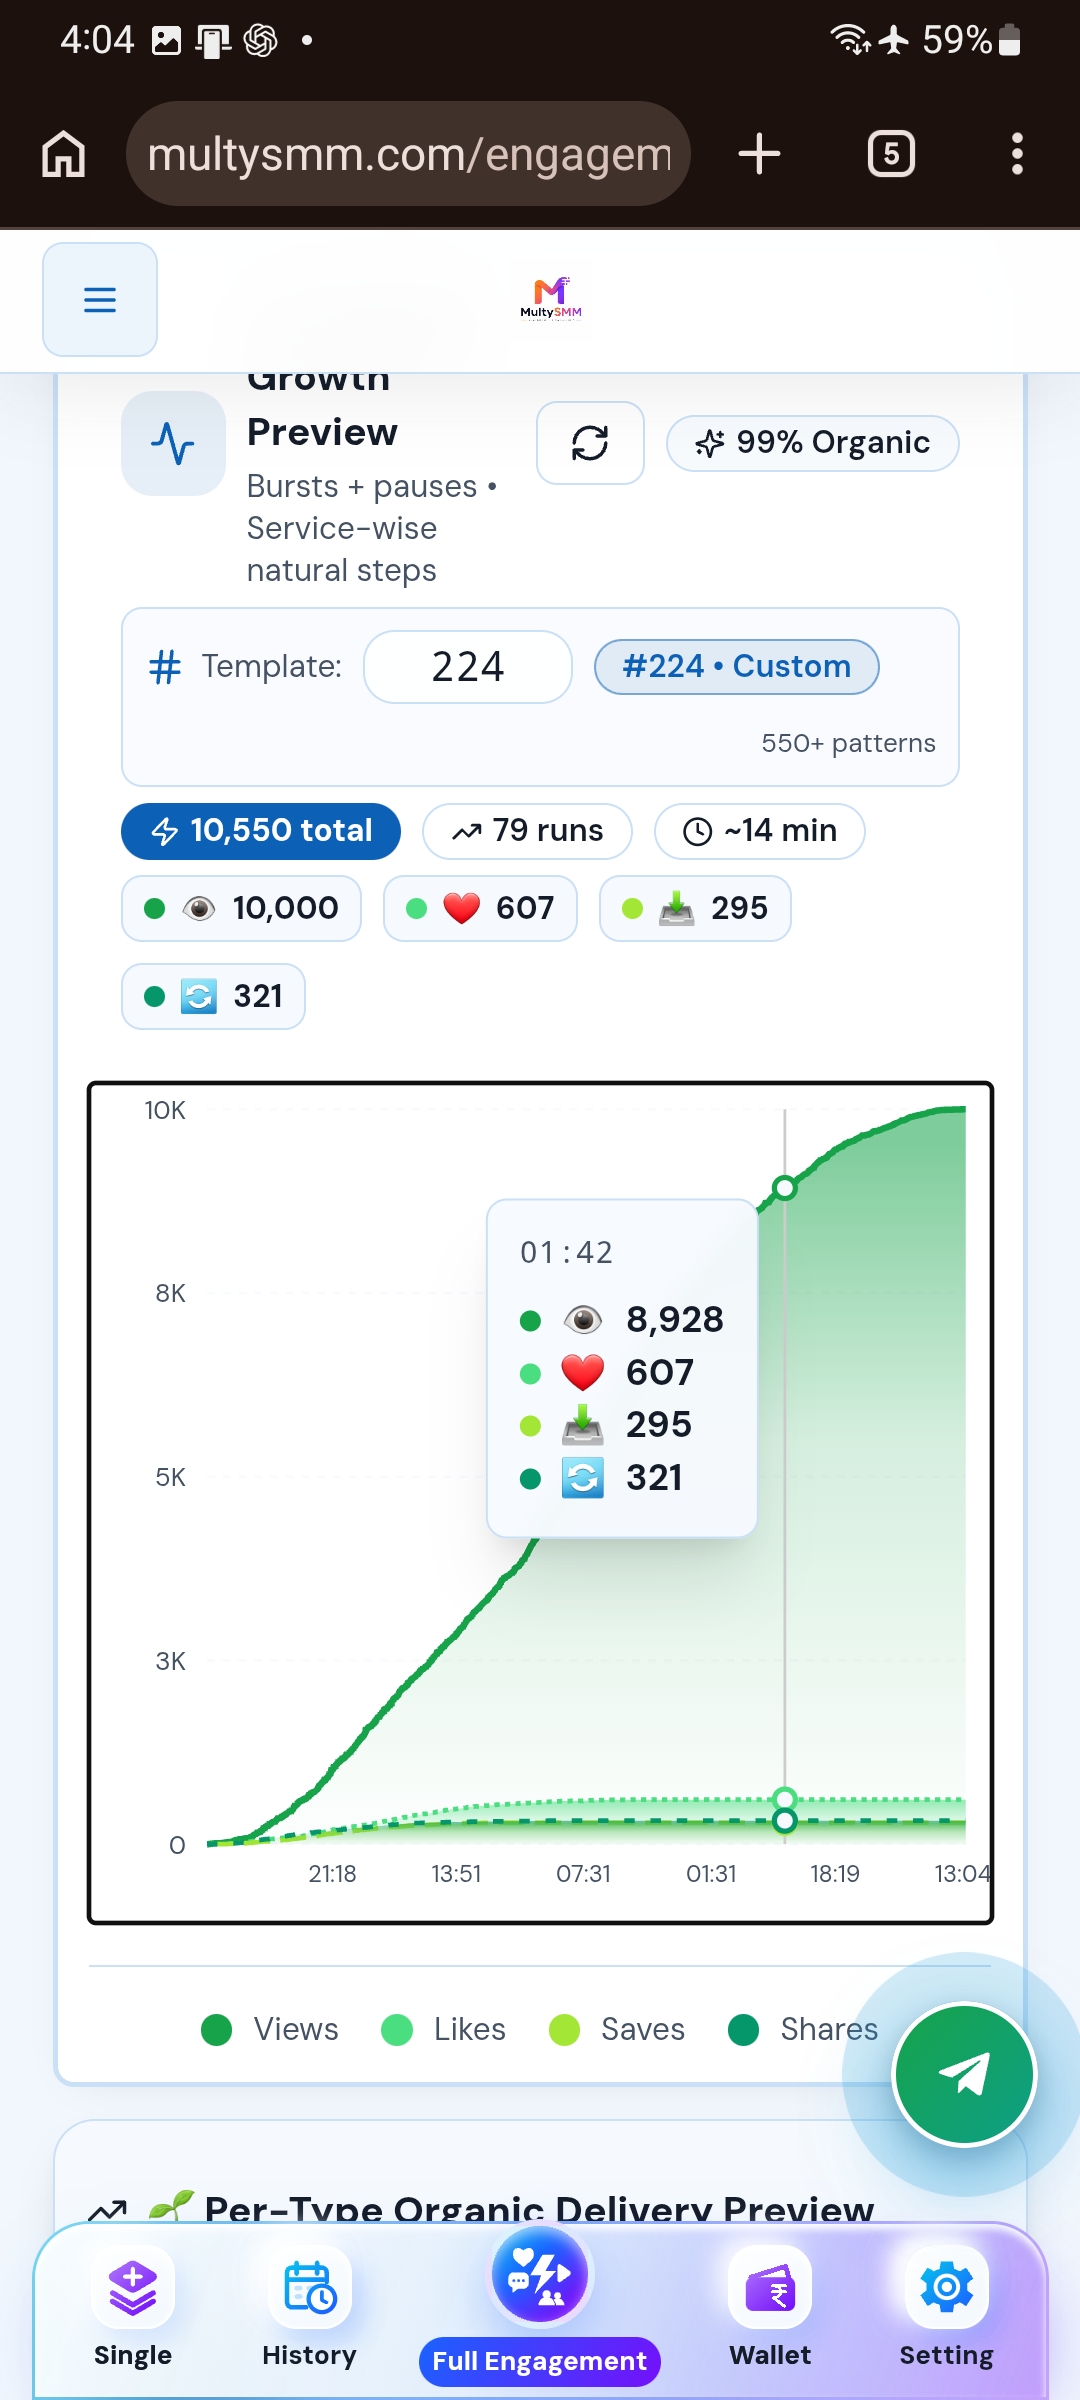 4:04
59%
multysmm.com/engagem
5
MultySMM
Growth
Preview
Bursts + pauses •
Service-wise
natural steps
99% Organic
Template:
224
#224 • Custom
550+ patterns
10,550 total
79 runs
~14 min
10,000
607
295
321
10K
8K
5K
3K
0
01:42
8,928
607
295
321
21:18
13:51
07:31
01:31
18:19
13:04
Views
Likes
Saves
Shares
Per-Type Organic Delivery Preview
Single
History
Full Engagement
Wallet
Setting